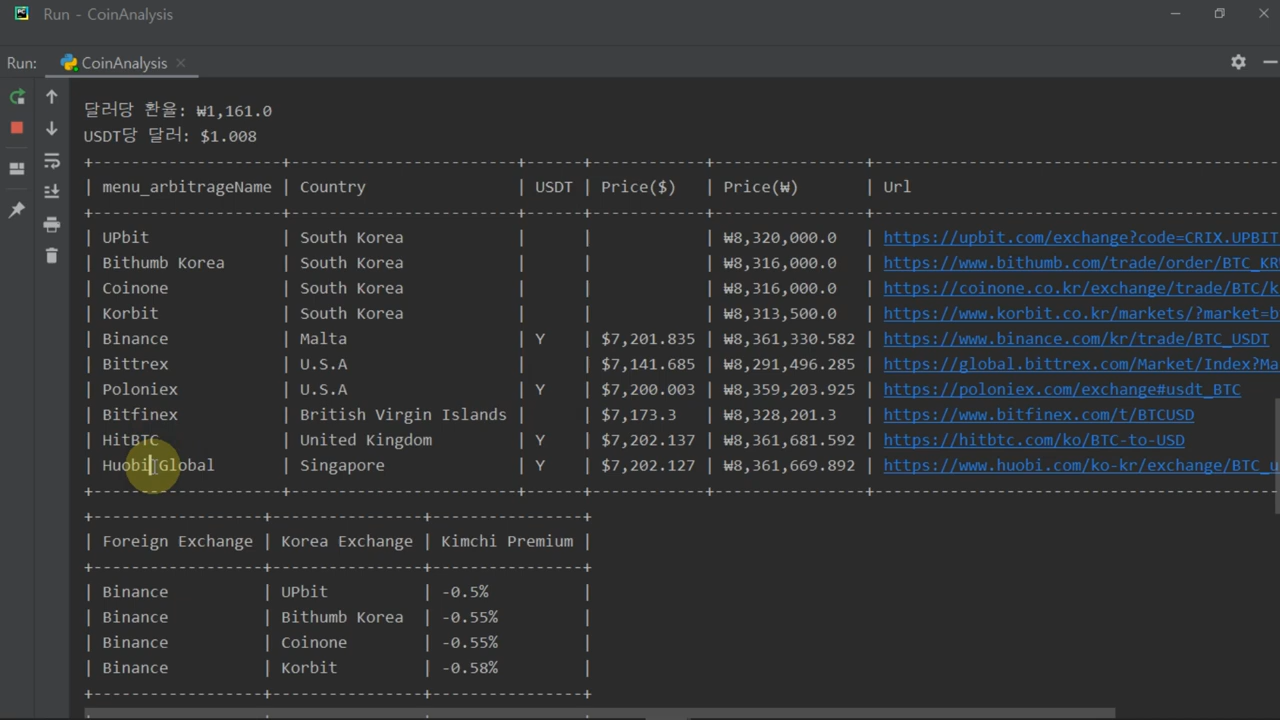 Run - CoinAnalysis
Run: CoinAnalysis
달러당 환율: ₩1,161.0
USDT당 달러: $1.008
| menu_arbitrageName | Country | USDT | Price($) | Price(₩) | Url
| UPbit | South Korea | | | ₩8,320,000.0 | https://upbit.com/exchange?code=CRIX.UPBIT
| Bithumb Korea | South Korea | | | ₩8,316,000.0 | https://www.bithumb.com/trade/order/BTC_KR
| Coinone | South Korea | | | ₩8,316,000.0 | https://coinone.co.kr/exchange/trade/BTC/k
| Korbit | South Korea | | | ₩8,313,500.0 | https://www.korbit.co.kr/markets/?market=b
| Binance | Malta | Y | $7,201.835 | ₩8,361,330.582 | https://www.binance.com/kr/trade/BTC_USDT
| Bittrex | U.S.A | | $7,141.685 | ₩8,291,496.285 | https://global.bittrex.com/Market/Index?Ma
| Poloniex | U.S.A | Y | $7,200.003 | ₩8,359,203.925 | https://poloniex.com/exchange#usdt_BTC
| Bitfinex | British Virgin Islands | | $7,173.3 | ₩8,328,201.3 | https://www.bitfinex.com/t/BTCUSD
| HitBTC | United Kingdom | Y | $7,202.137 | ₩8,361,681.592 | https://hitbtc.com/ko/BTC-to-USD
| Huobi Global | Singapore | Y | $7,202.127 | ₩8,361,669.892 | https://www.huobi.com/ko-kr/exchange/BTC_u
| Foreign Exchange | Korea Exchange | Kimchi Premium |
| Binance | UPbit | -0.5% |
| Binance | Bithumb Korea | -0.55% |
| Binance | Coinone | -0.55% |
| Binance | Korbit | -0.58% |